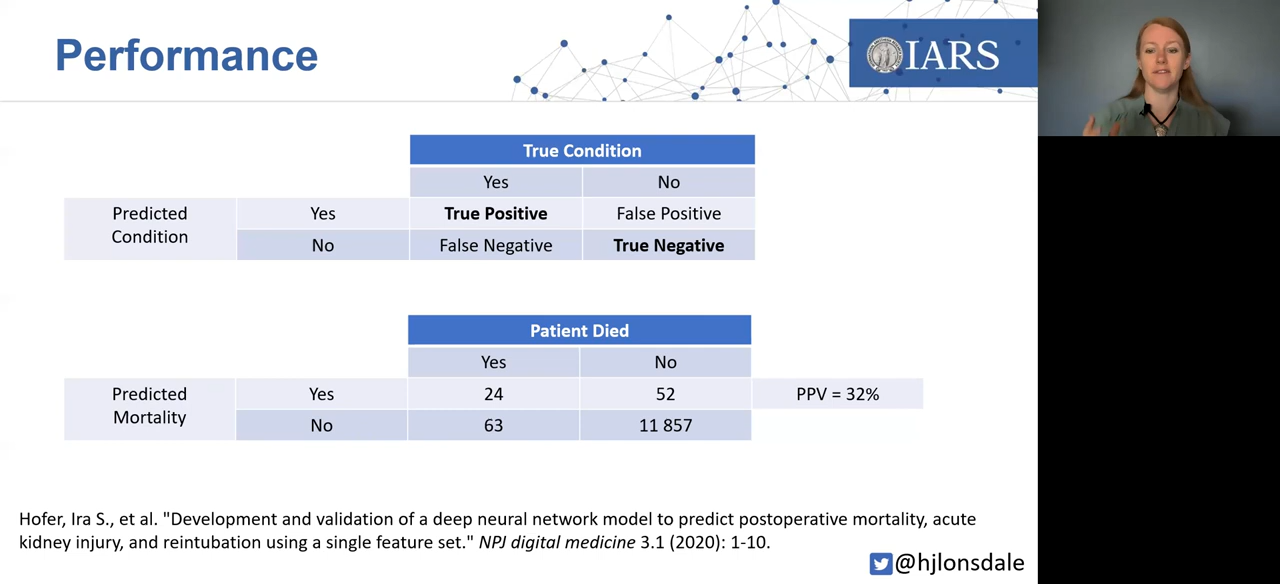 Performance
IARS
True Condition
Yes No
Predicted Condition Yes True Positive False Positive
No False Negative True Negative
Patient Died
Yes No
Predicted Mortality Yes 24 52 PPV = 32%
No 63 11 857
Hofer, Ira S., et al. "Development and validation of a deep neural network model to predict postoperative mortality, acute
kidney injury, and reintubation using a single feature set." NPJ digital medicine 3.1 (2020): 1-10.
@hjlonsdale